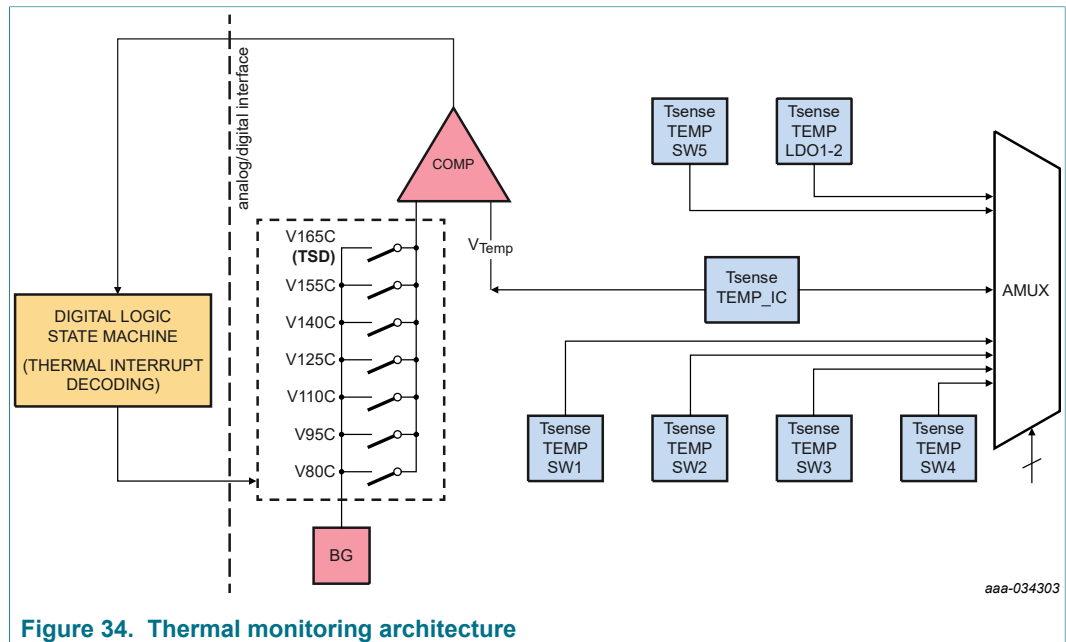 analog/digital interface
COMP
V165C
(TSD)
V155C
V140C
V125C
V110C
V95C
V80C
BG
DIGITAL LOGIC
STATE MACHINE
(THERMAL INTERRUPT
DECODING)
VTemp
Tsense
TEMP
SW5
Tsense
TEMP
LDO1-2
Tsense
TEMP_IC
AMUX
Tsense
TEMP
SW1
Tsense
TEMP
SW2
Tsense
TEMP
SW3
Tsense
TEMP
SW4
aaa-034303
Figure 34. Thermal monitoring architecture